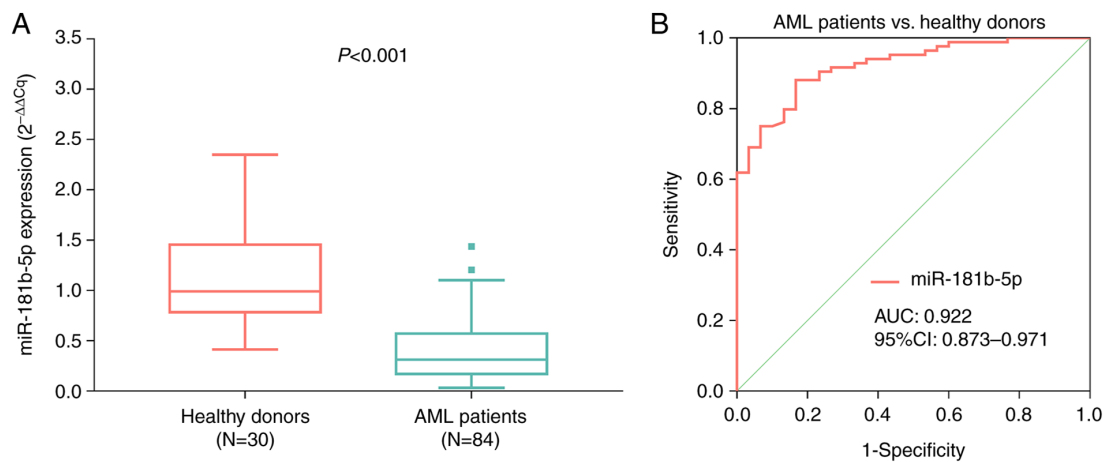 A
P<0.001
miR-181b-5p expression (2⁻ΔΔCq)
3.5
3.0
2.5
2.0
1.5
1.0
0.5
0.0
Healthy donors
(N=30)
AML patients
(N=84)
B
AML patients vs. healthy donors
Sensitivity
1.0
0.8
0.6
0.4
0.2
0.0
miR-181b-5p
AUC: 0.922
95%CI: 0.873–0.971
0.0 0.2 0.4 0.6 0.8 1.0
1-Specificity